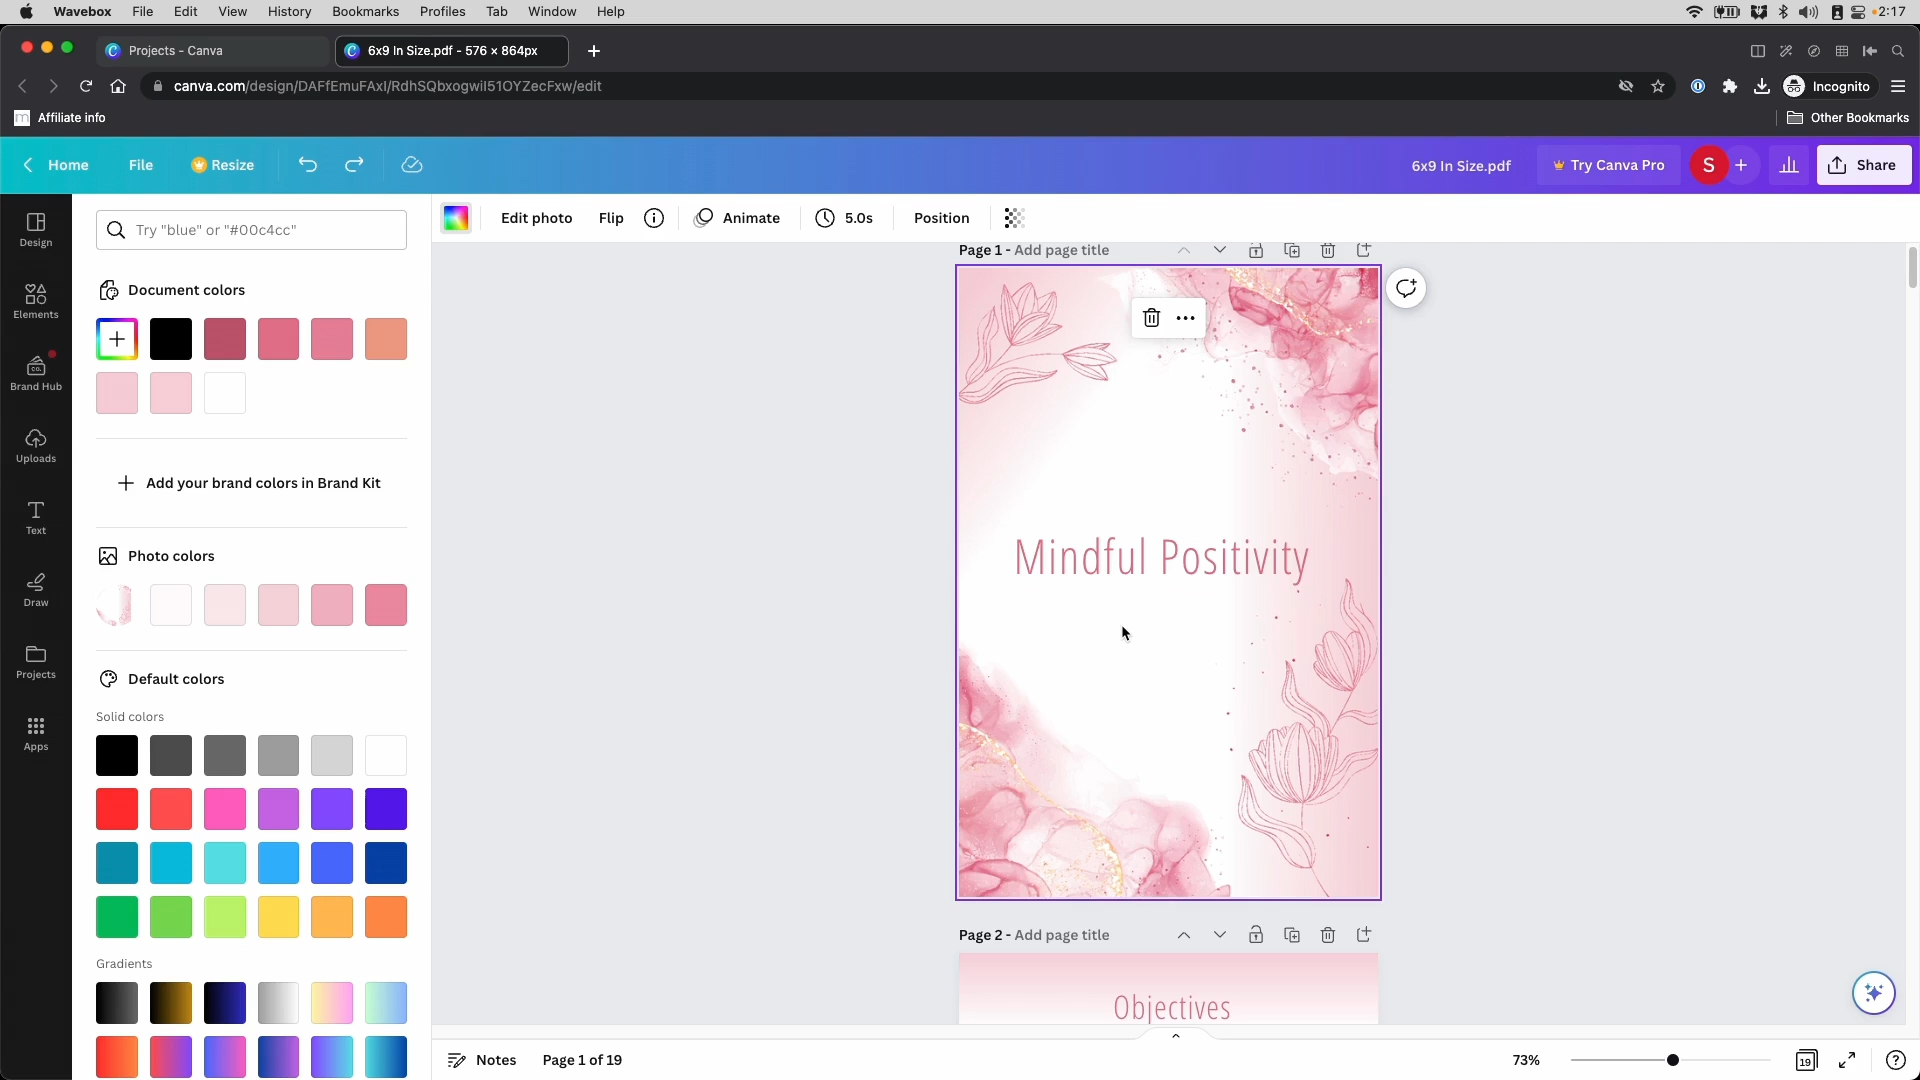 Wavebox File Edit View History Bookmarks Profiles Tab Window Help 2:17
Projects - Canva 6x9 In Size.pdf - 576 × 864px
canva.com/design/DAFfEmuFAxI/RdhSQbxogwiI51OYZecFxw/edit Incognito
Affiliate info Other Bookmarks
Home File Resize 6x9 In Size.pdf Try Canva Pro S Share
Try "blue" or "#00c4cc" Edit photo Flip Animate 5.0s Position
Page 1 - Add page title
Design
Elements
Brand Hub
Uploads
Text
Draw
Projects
Apps
Document colors
Add your brand colors in Brand Kit
Photo colors
Default colors
Solid colors
Gradients
Mindful Positivity
Page 2 - Add page title
Objectives
Notes Page 1 of 19 73% 19